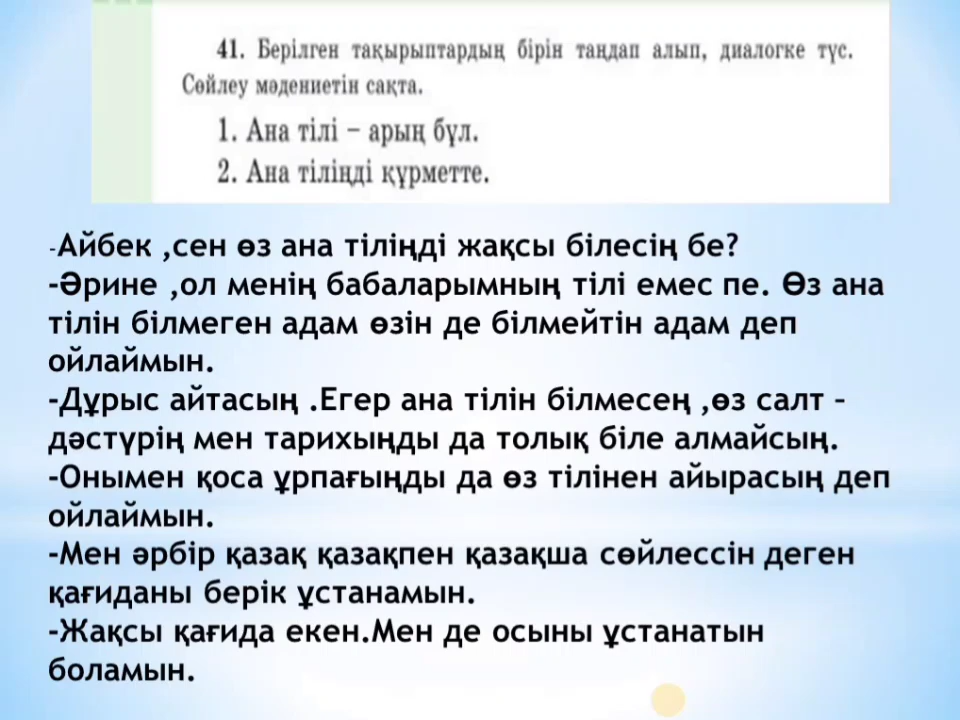 41. Берілген тақырыптардың бірін таңдап алып, диалогке түс.
Сөйлеу мәдениетін сақта.
1. Ана тілі – арың бұл.
2. Ана тіліңді құрметте.
-Айбек ,сен өз ана тіліңді жақсы білесің бе?
-Әрине ,ол менің бабаларымның тілі емес пе. Өз ана
тілін білмеген адам өзін де білмейтін адам деп
ойлаймын.
-Дұрыс айтасың .Егер ана тілін білмесең ,өз салт –
дәстүрің мен тарихыңды да толық біле алмайсың.
-Онымен қоса ұрпағыңды да өз тілінен айырасың деп
ойлаймын.
-Мен әрбір қазақ қазақпен қазақша сөйлессін деген
қағиданы берік ұстанамын.
-Жақсы қағида екен.Мен де осыны ұстанатын
боламын.